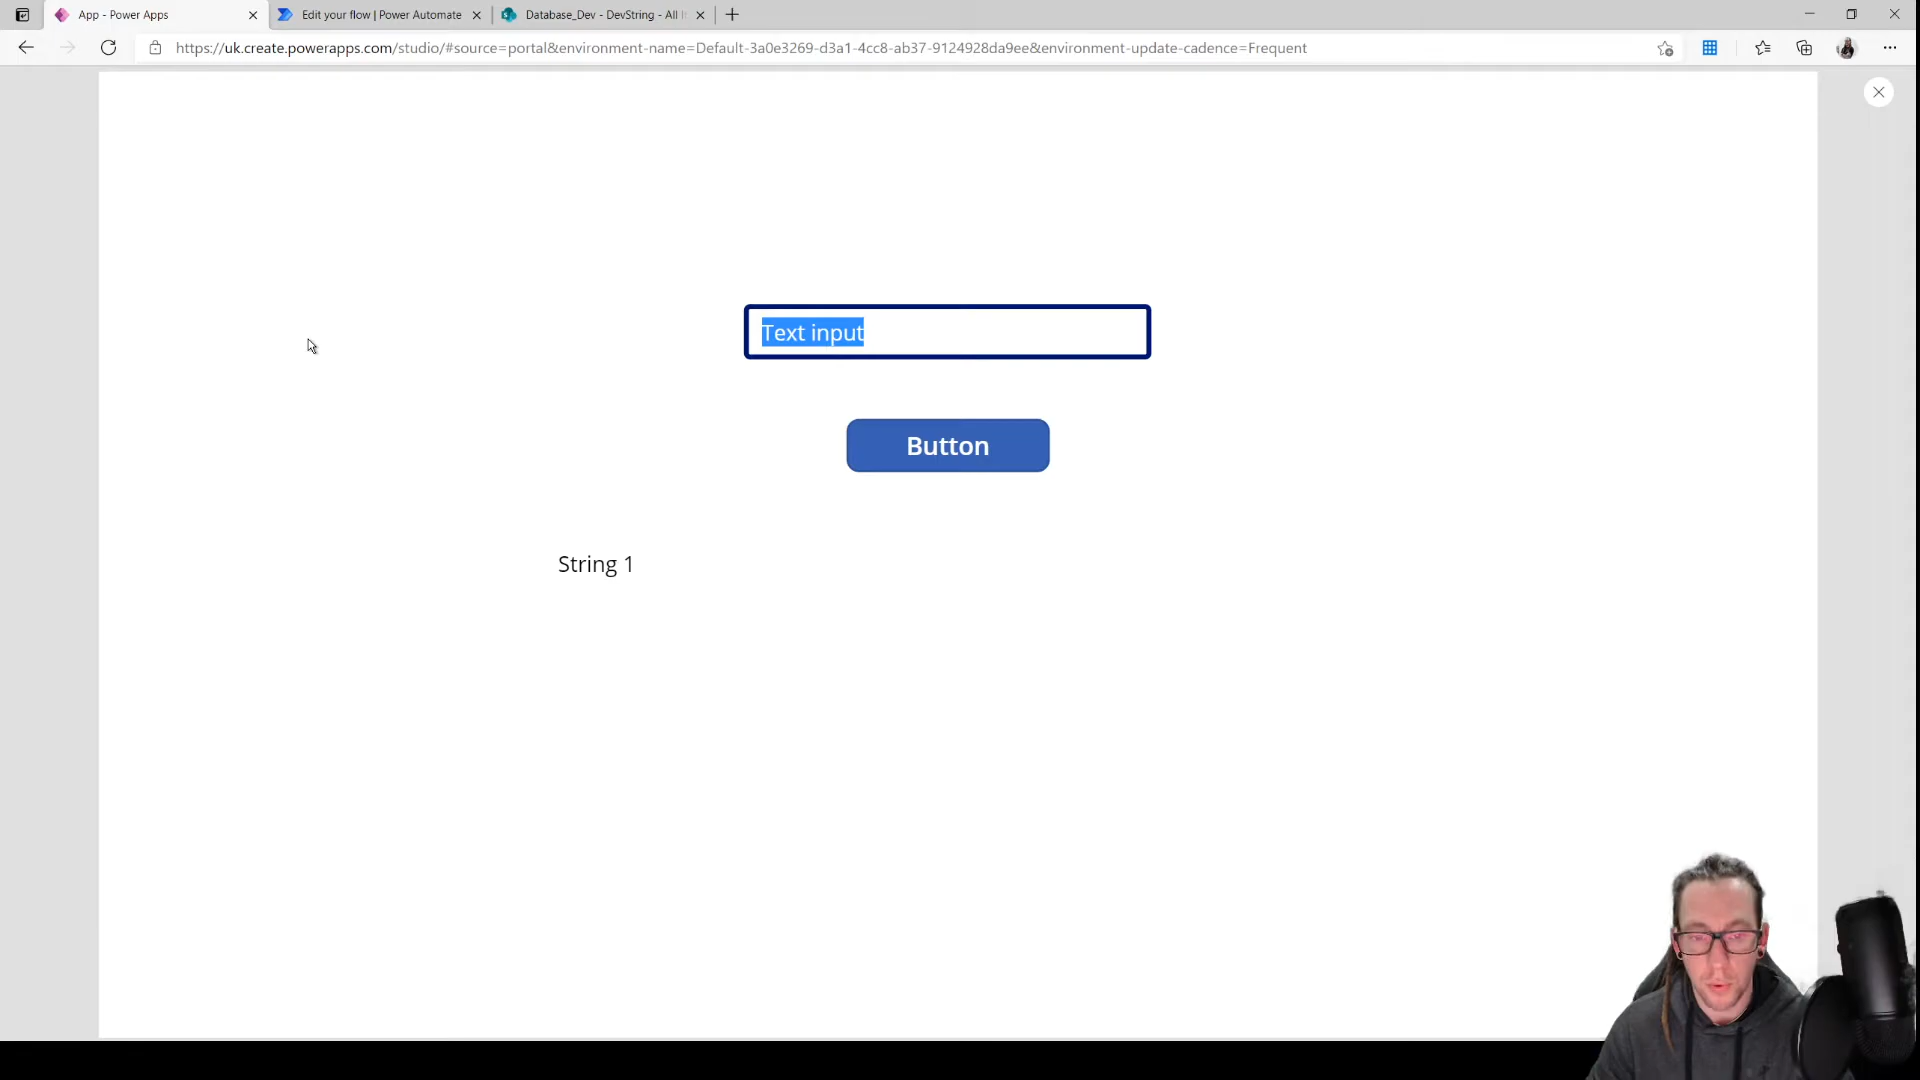 App - Power Apps
Edit your flow | Power Automate
Database_Dev - DevString - All
https://uk.create.powerapps.com/studio/#source=portal&environment-name=Default-3a0e3269-d3a1-4cc8-ab37-9124928da9ee&environment-update-cadence=Frequent
Text input
Button
String 1